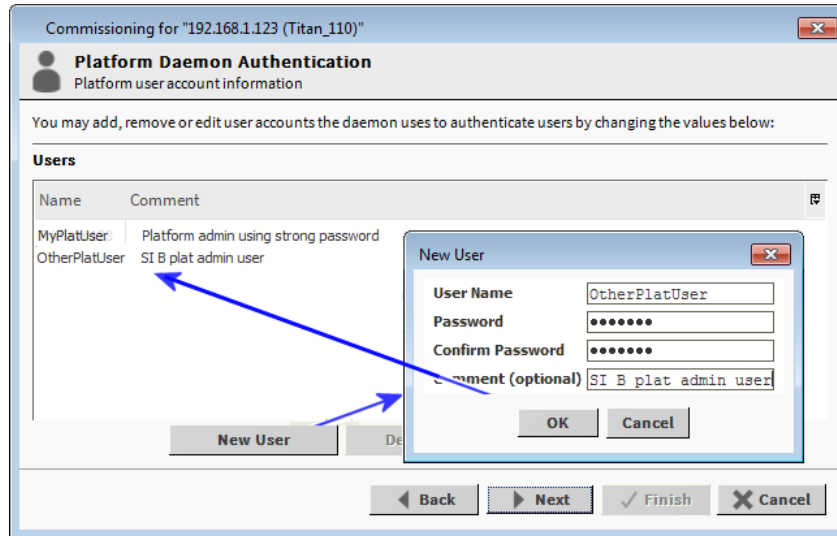 Commissioning for "192.168.1.123 (Titan_110)"
Platform Daemon Authentication
Platform user account information
You may add, remove or edit user accounts the daemon uses to authenticate users by changing the values below:
Users
Name Comment
MyPlatUser Platform admin using strong password
OtherPlatUser SI B plat admin user
New User
User Name OtherPlatUser
Password •••••••
Confirm Password •••••••
Comment (optional) SI B plat admin user
OK Cancel
New User De
Back Next Finish Cancel